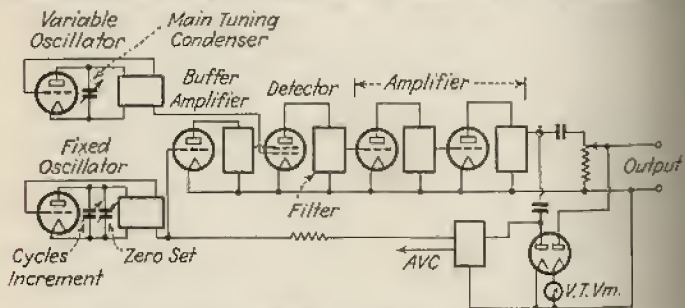 Variable
Oscillator
Main Tuning
Condenser
Buffer
Amplifier
Detector
Amplifier
Fixed
Oscillator
Filter
Output
Cycles
Increment
Zero Set
AVC
V.T.Vm.